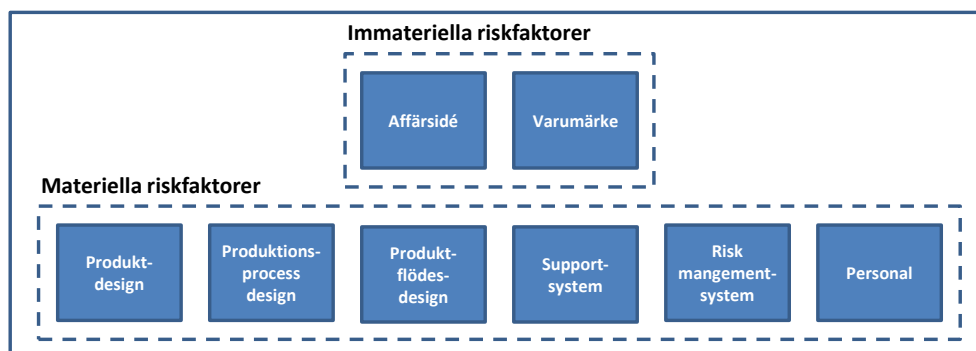 Immateriella riskfaktorer
Affärsidé
Varumärke
Materiella riskfaktorer
Produkt-
design
Produktions-
process
design
Produkt-
flödes-
design
Support-
system
Risk
mangement-
system
Personal